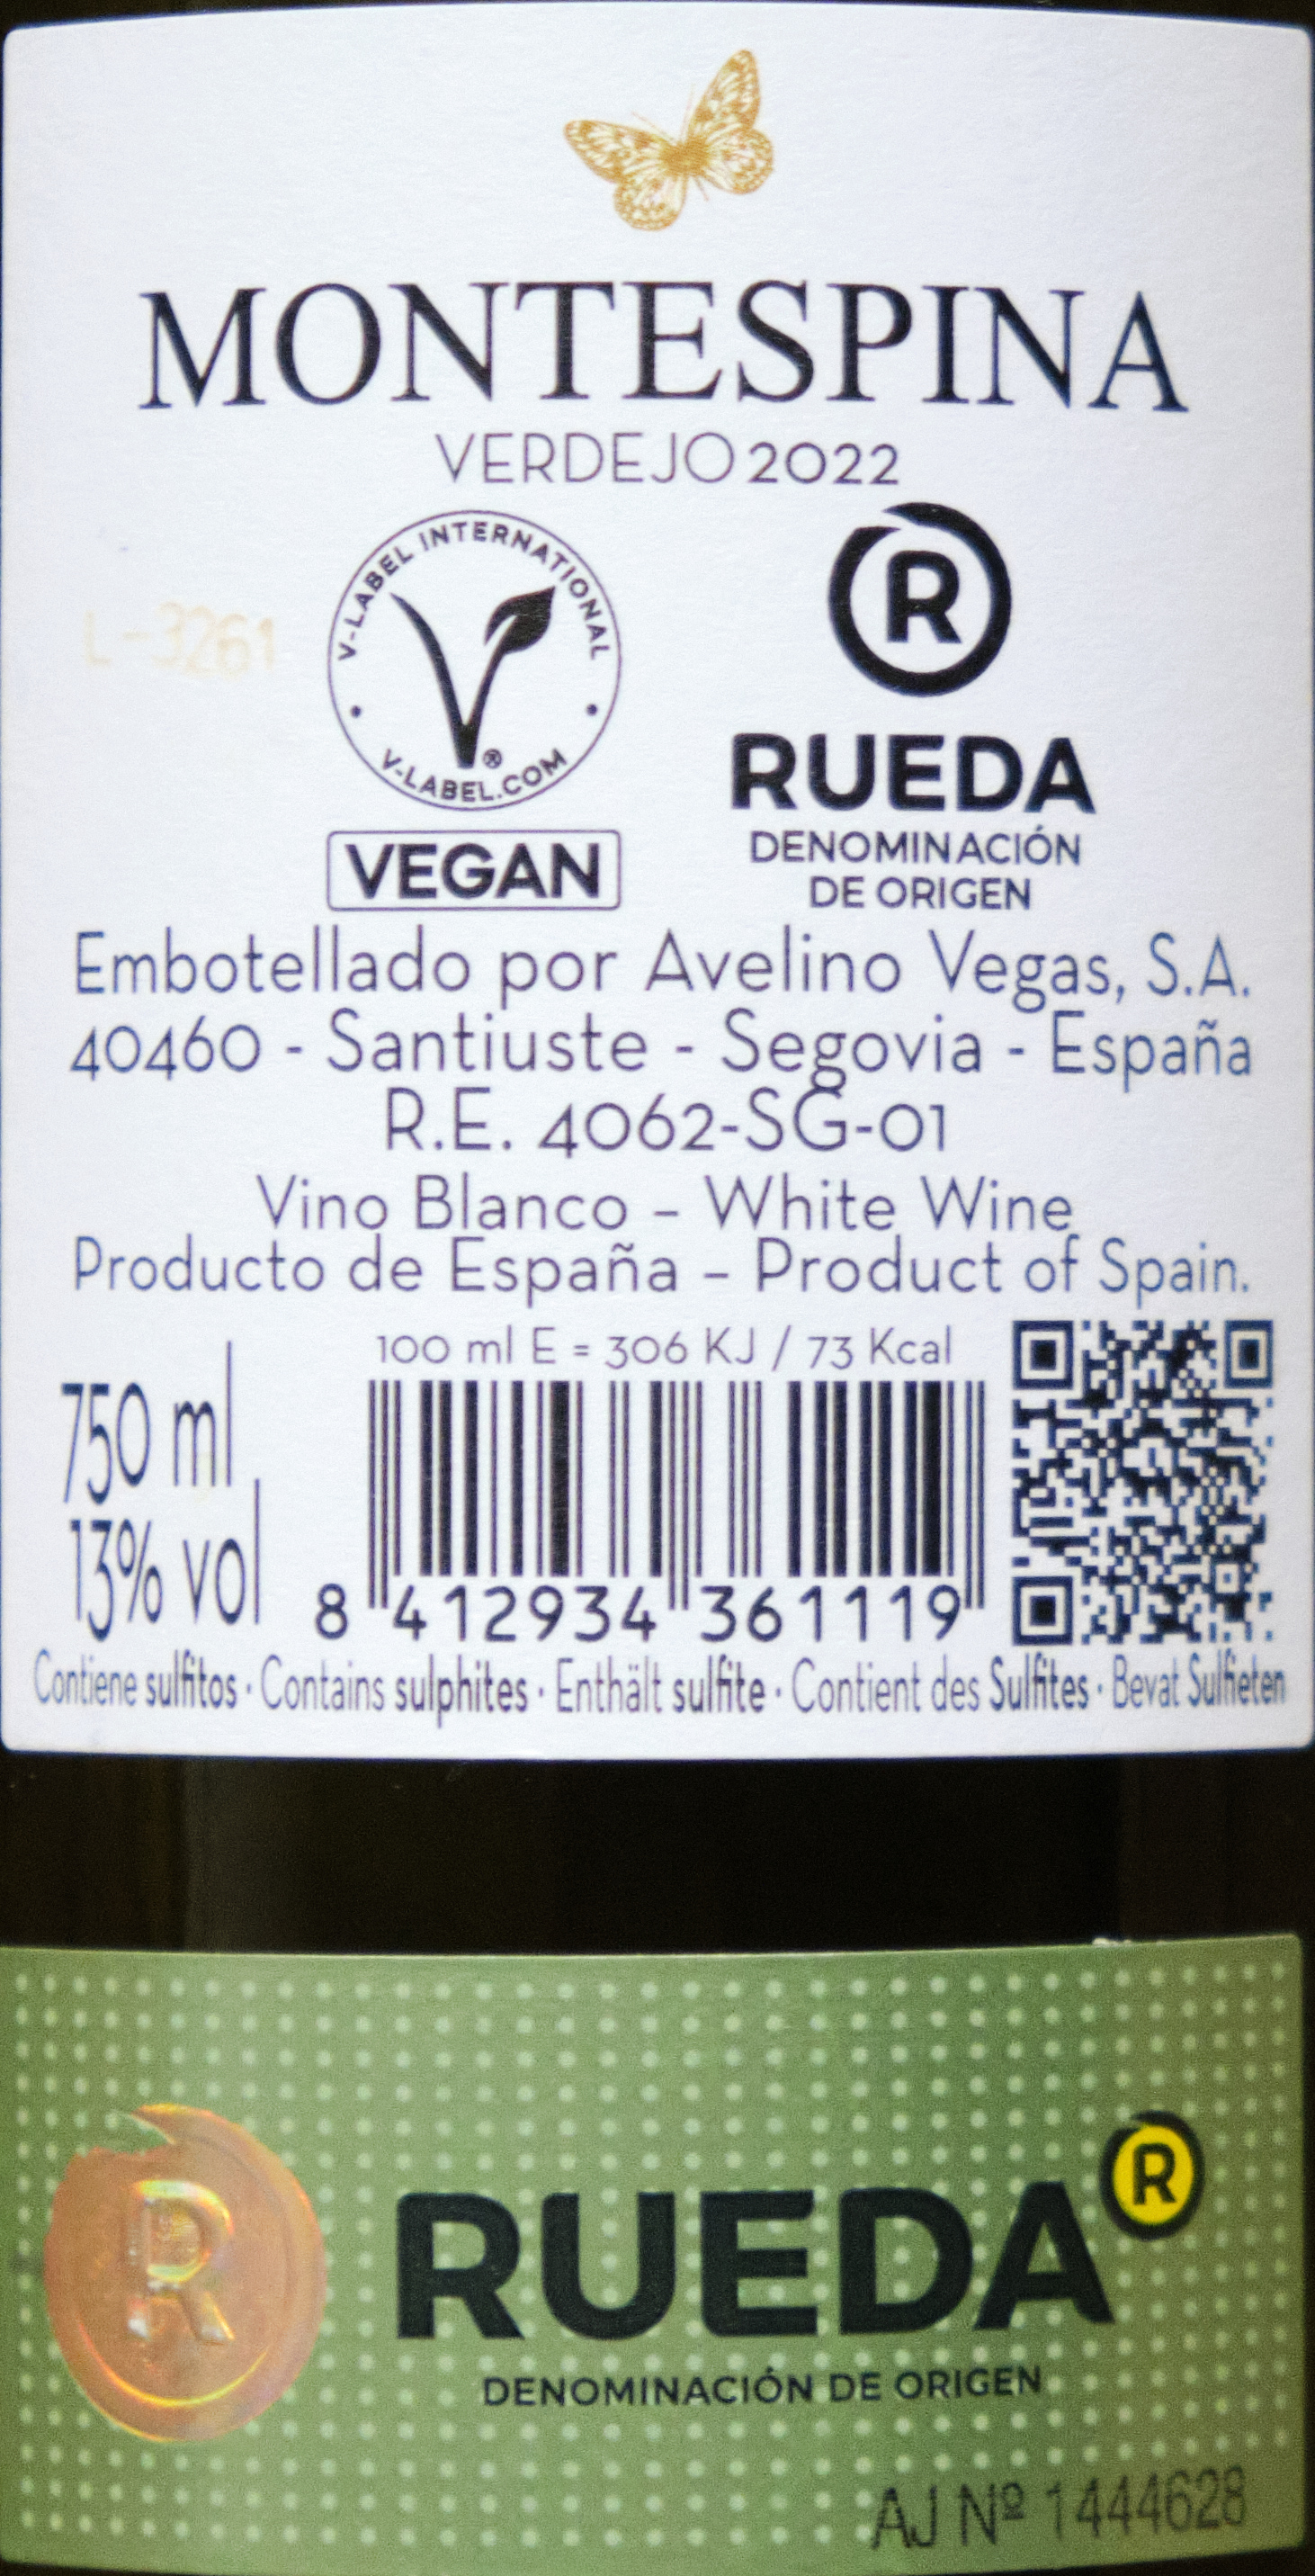 MONTESPINA
VERDEJO 2022
L-3261
V-LABEL INTERNATIONAL
V
®
V-LABEL.COM
VEGAN
R
RUEDA
DENOMINACIÓN
DE ORIGEN
Embotellado por Avelino Vegas, S.A.
40460 - Santiuste - Segovia - España
R.E. 4062-SG-01
Vino Blanco – White Wine
Producto de España – Product of Spain.
100 ml E = 306 KJ / 73 Kcal
750 ml
13% vol
8 412934 361119
Contiene sulfitos · Contains sulphites · Enthält sulfite · Contient des Sulfites · Bevat Sulfieten
R
RUEDA R
DENOMINACIÓN DE ORIGEN
AJ Nº 1444628